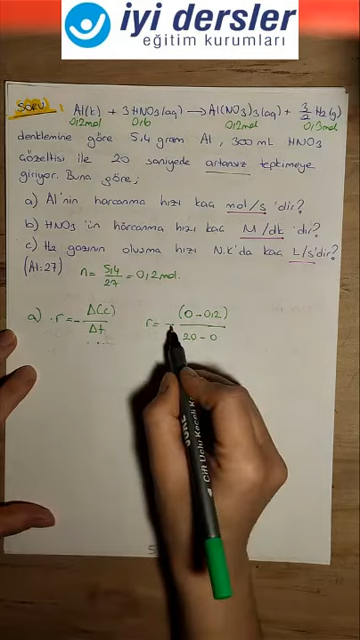 iyi dersler
eğitim kurumları
SORU: Al(k) + 3HNO₃(aq) → Al(NO₃)₃(aq) + 3/2 H₂(g)
0,2mol 0,6 0,2mol 0,3mol
denklemine göre 5,4 gram Al, 300 mL HNO₃
çözeltisi ile 20 saniyede artansız tepkimeye
giriyor. Buna göre;
a) Al'nin harcanma hızı kaç mol/s 'dir?
b) HNO₃ 'ün harcanma hızı kaç M/dk 'dır?
c) H₂ gazının oluşma hızı N.K'da kaç L/s'dir?
(Al:27) n = 5,4/27 = 0,2 mol.
a) r = - Δ(c)/Δt r = - (0-0,2)/20-0